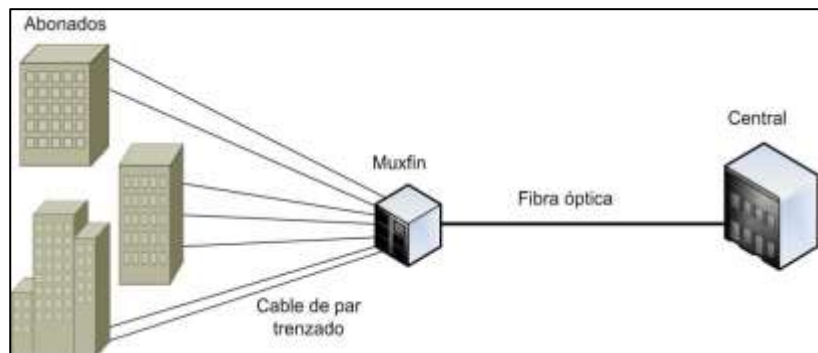 Abonados
Central
Muxfin
Fibra óptica
Cable de par
trenzado